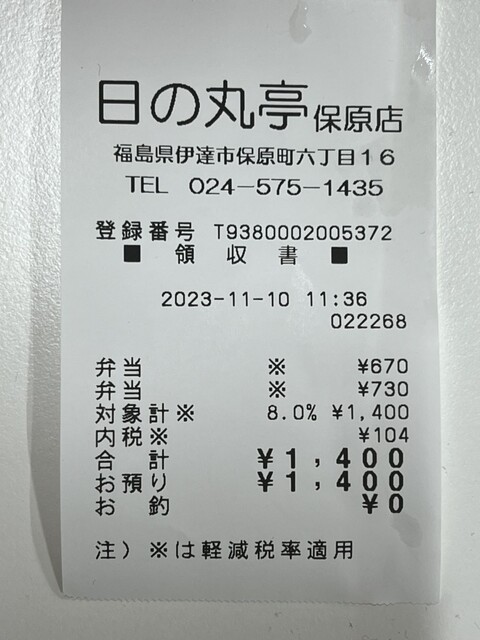 日の丸亭保原店
福島県伊達市保原町六丁目16
TEL 024-575-1435
登録番号 T9380002005372
■ 領収書 ■
2023-11-10 11:36
022268
弁当 ※ ¥670
弁当 ※ ¥730
対象計※ 8.0% ¥1,400
内税※ ¥104
合計 ¥1,400
お預り ¥1,400
お釣 ¥0
注)※は軽減税率適用